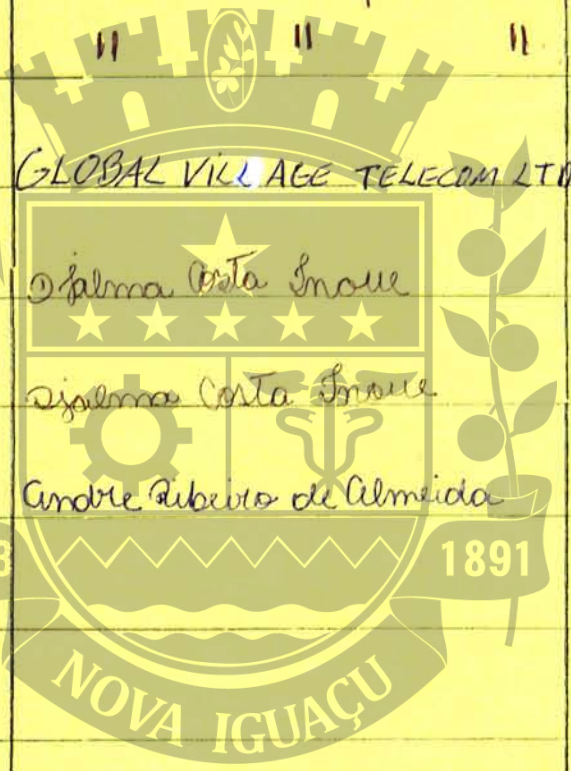 " " "
GLOBAL VILLAGE TELECOM LTD
Djalma Costa Inoue
Djalma Costa Inoue
Andre Ribeiro de Almeida
1891
NOVA IGUAÇU